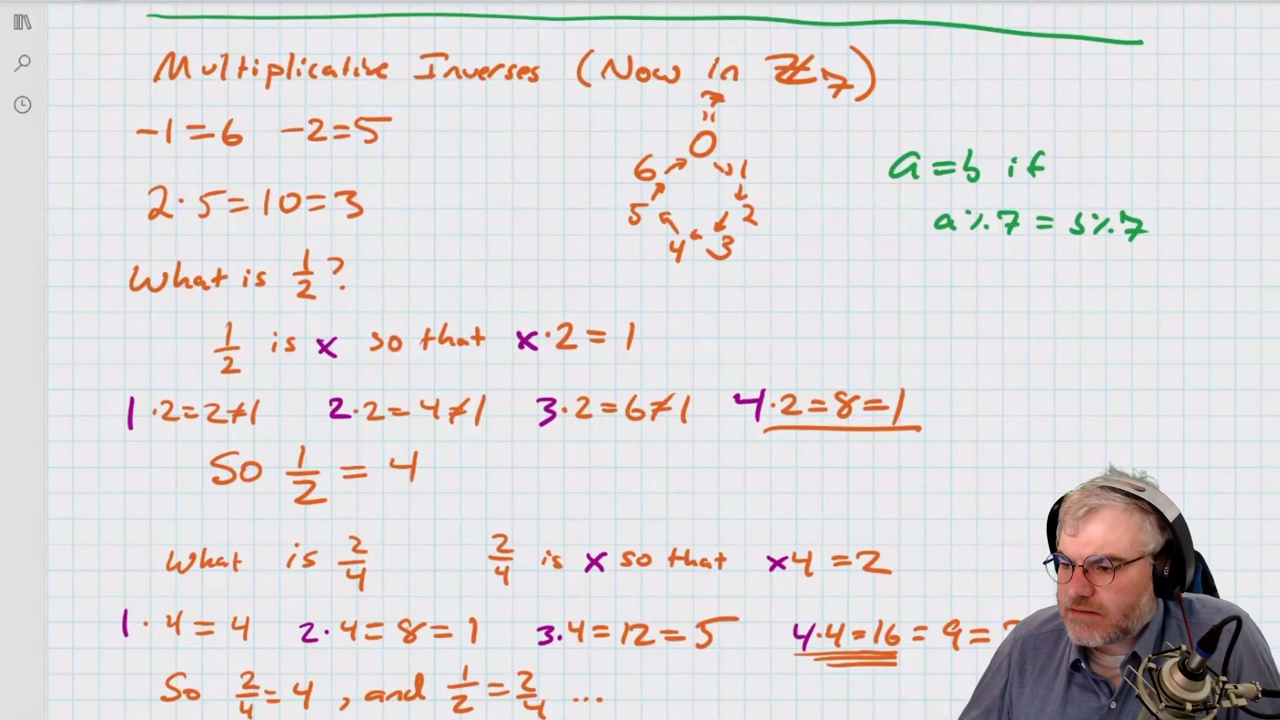 Multiplicative Inverses (Now in ℤ₇)
-1=6 -2=5
2·5=10=3
7
=
0
6 1
5 2
4 3
a=b if
a%7=b%7
What is 1/2?
1/2 is x so that x·2=1
1·2=2≠1 2·2=4≠1 3·2=6≠1 4·2=8=1
So 1/2=4
What is 2/4 2/4 is x so that x4=2
1·4=4 2·4=8=1 3·4=12=5 4·4=16=9=
So 2/4=4, and 1/2=2/4 ...